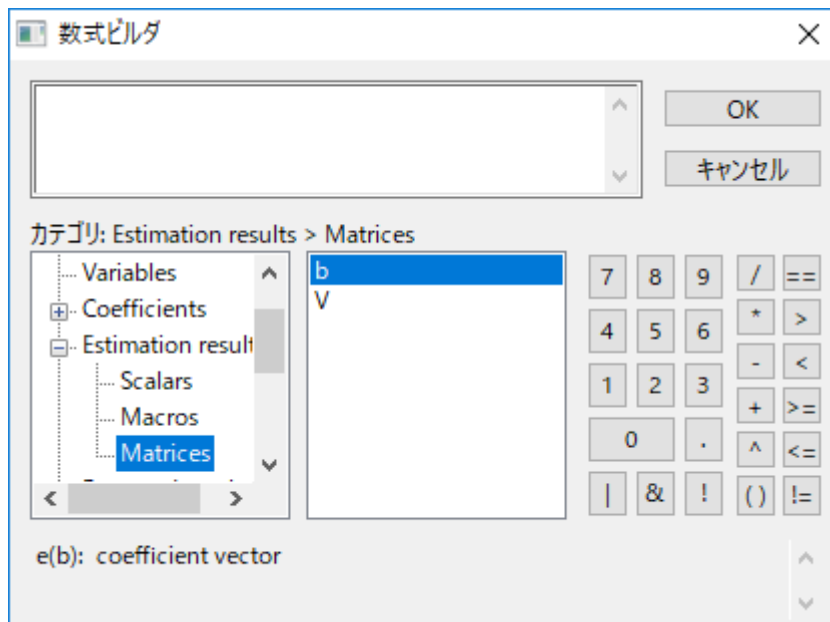 数式ビルダ
OK
キャンセル
カテゴリ: Estimation results > Matrices
Variables
Coefficients
Estimation result
Scalars
Macros
Matrices
b
V
7 8 9 / ==
4 5 6 * >
1 2 3 - <
0 . + >=
^ <=
| & ! () !=
e(b): coefficient vector